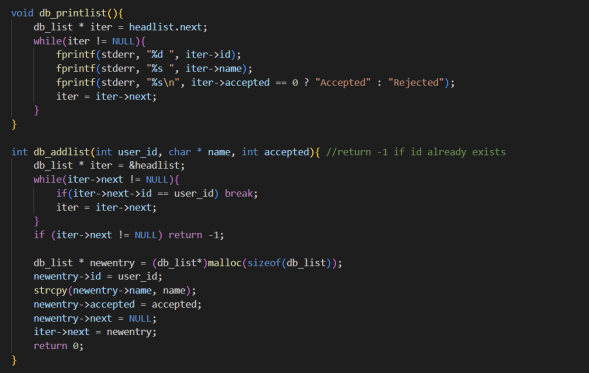 void db_printlist(){
    db_list * iter = headlist.next;
    while(iter != NULL){
        fprintf(stderr, "%d ", iter->id);
        fprintf(stderr, "%s ", iter->name);
        fprintf(stderr, "%s\n", iter->accepted == 0 ? "Accepted" : "Rejected");
        iter = iter->next;
    }
}

int db_addlist(int user_id, char * name, int accepted){ //return -1 if id already exists
    db_list * iter = &headlist;
    while(iter->next != NULL){
        if(iter->next->id == user_id) break;
        iter = iter->next;
    }
    if (iter->next != NULL) return -1;

    db_list * newentry = (db_list*)malloc(sizeof(db_list));
    newentry->id = user_id;
    strcpy(newentry->name, name);
    newentry->accepted = accepted;
    newentry->next = NULL;
    iter->next = newentry;
    return 0;
}